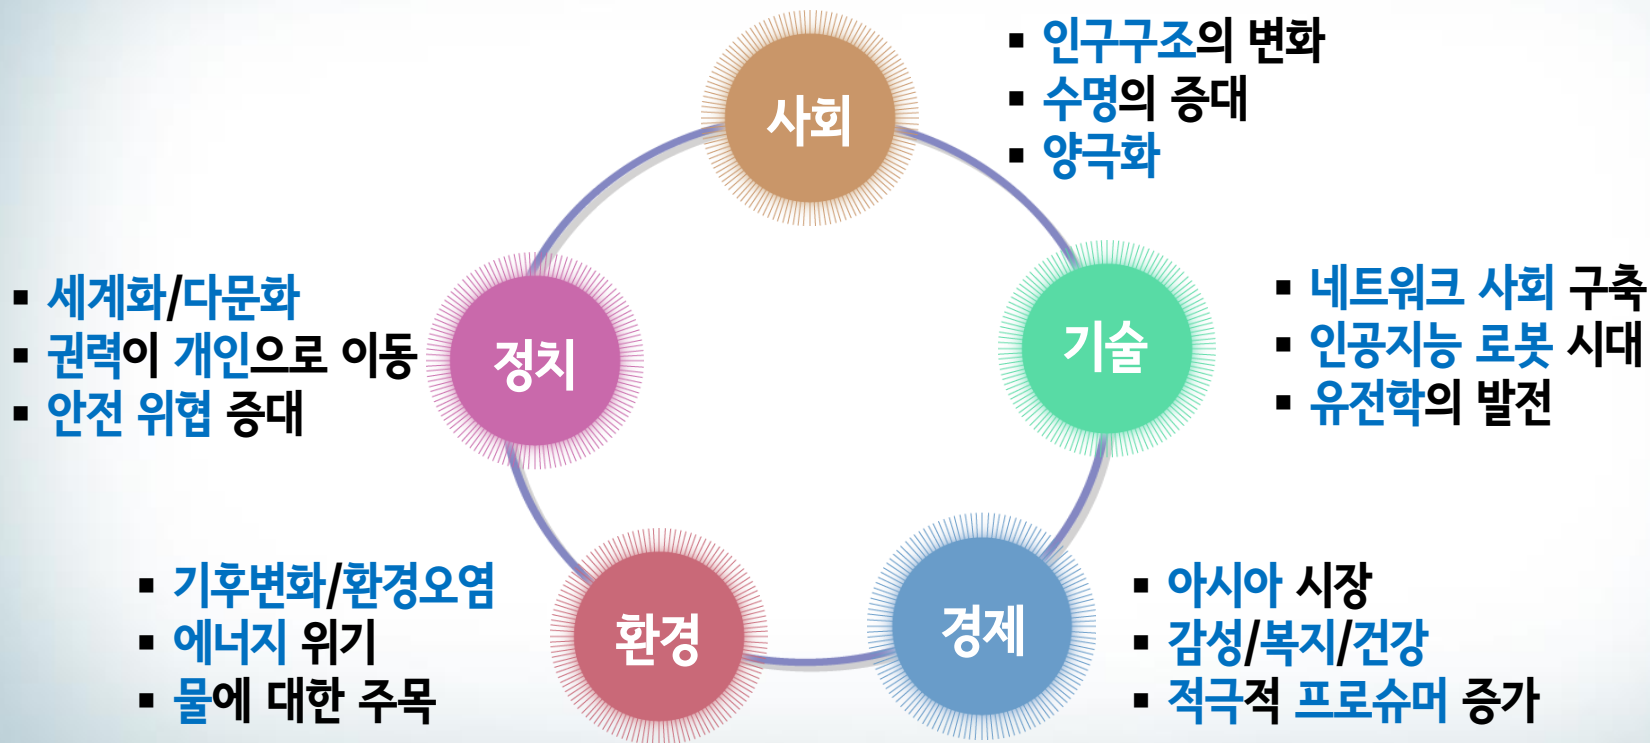 사회
▪ 인구구조의 변화
▪ 수명의 증대
▪ 양극화
정치
▪ 세계화/다문화
▪ 권력이 개인으로 이동
▪ 안전 위협 증대
기술
▪ 네트워크 사회 구축
▪ 인공지능 로봇 시대
▪ 유전학의 발전
환경
▪ 기후변화/환경오염
▪ 에너지 위기
▪ 물에 대한 주목
경제
▪ 아시아 시장
▪ 감성/복지/건강
▪ 적극적 프로슈머 증가